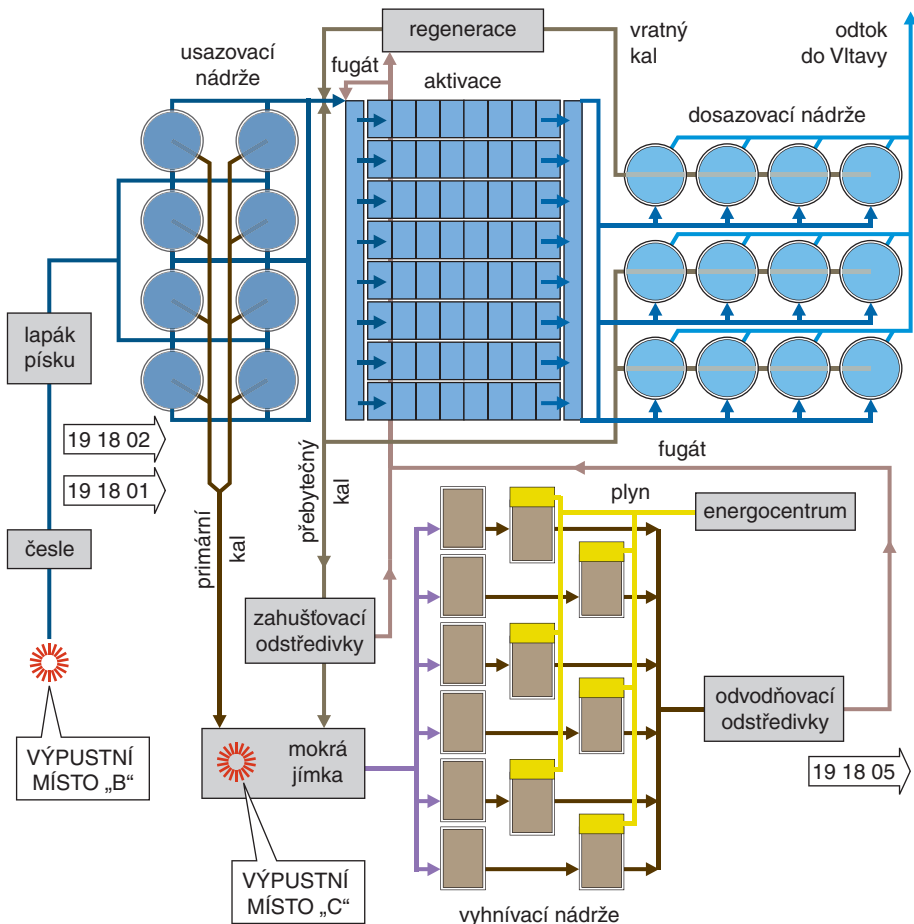 regenerace
vratný
kal
odtok
do Vltavy
usazovací
nádrže
fugát
aktivace
dosazovací nádrže
lapák
písku
19 18 02
19 18 01
česle
primární
kal
přebytečný
kal
fugát
plyn
energocentrum
zahušťovací
odstředivky
odvodňovací
odstředivky
mokrá
jímka
VÝPUSTNÍ
MÍSTO „B“
19 18 05
VÝPUSTNÍ
MÍSTO „C“
vyhnívací nádrže